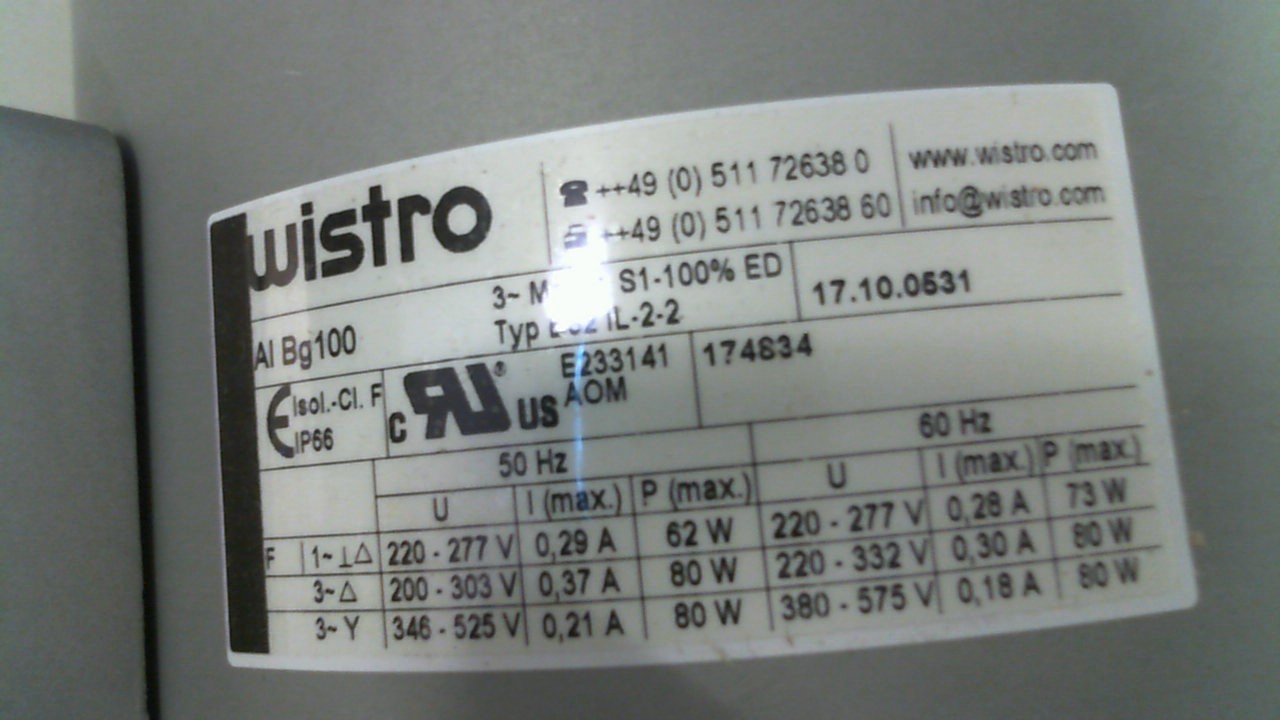 wistro
++49 (0) 511 72638 0
++49 (0) 511 72638 60
www.wistro.com
info@wistro.com
3~ S1-100% ED
17.10.0531
Al Bg100
Typ IL-2-2
CE Isol.-Cl. F
IP66
c RU ® US
E233141
AOM
174834
50 Hz 60 Hz
U I (max.) P (max.) U I (max.) P (max.)
F 1~⊥△ 220 - 277 V 0,29 A 62 W 220 - 277 V 0,28 A 73 W
3~△ 200 - 303 V 0,37 A 80 W 220 - 332 V 0,30 A 80 W
3~Y 346 - 525 V 0,21 A 80 W 380 - 575 V 0,18 A 80 W